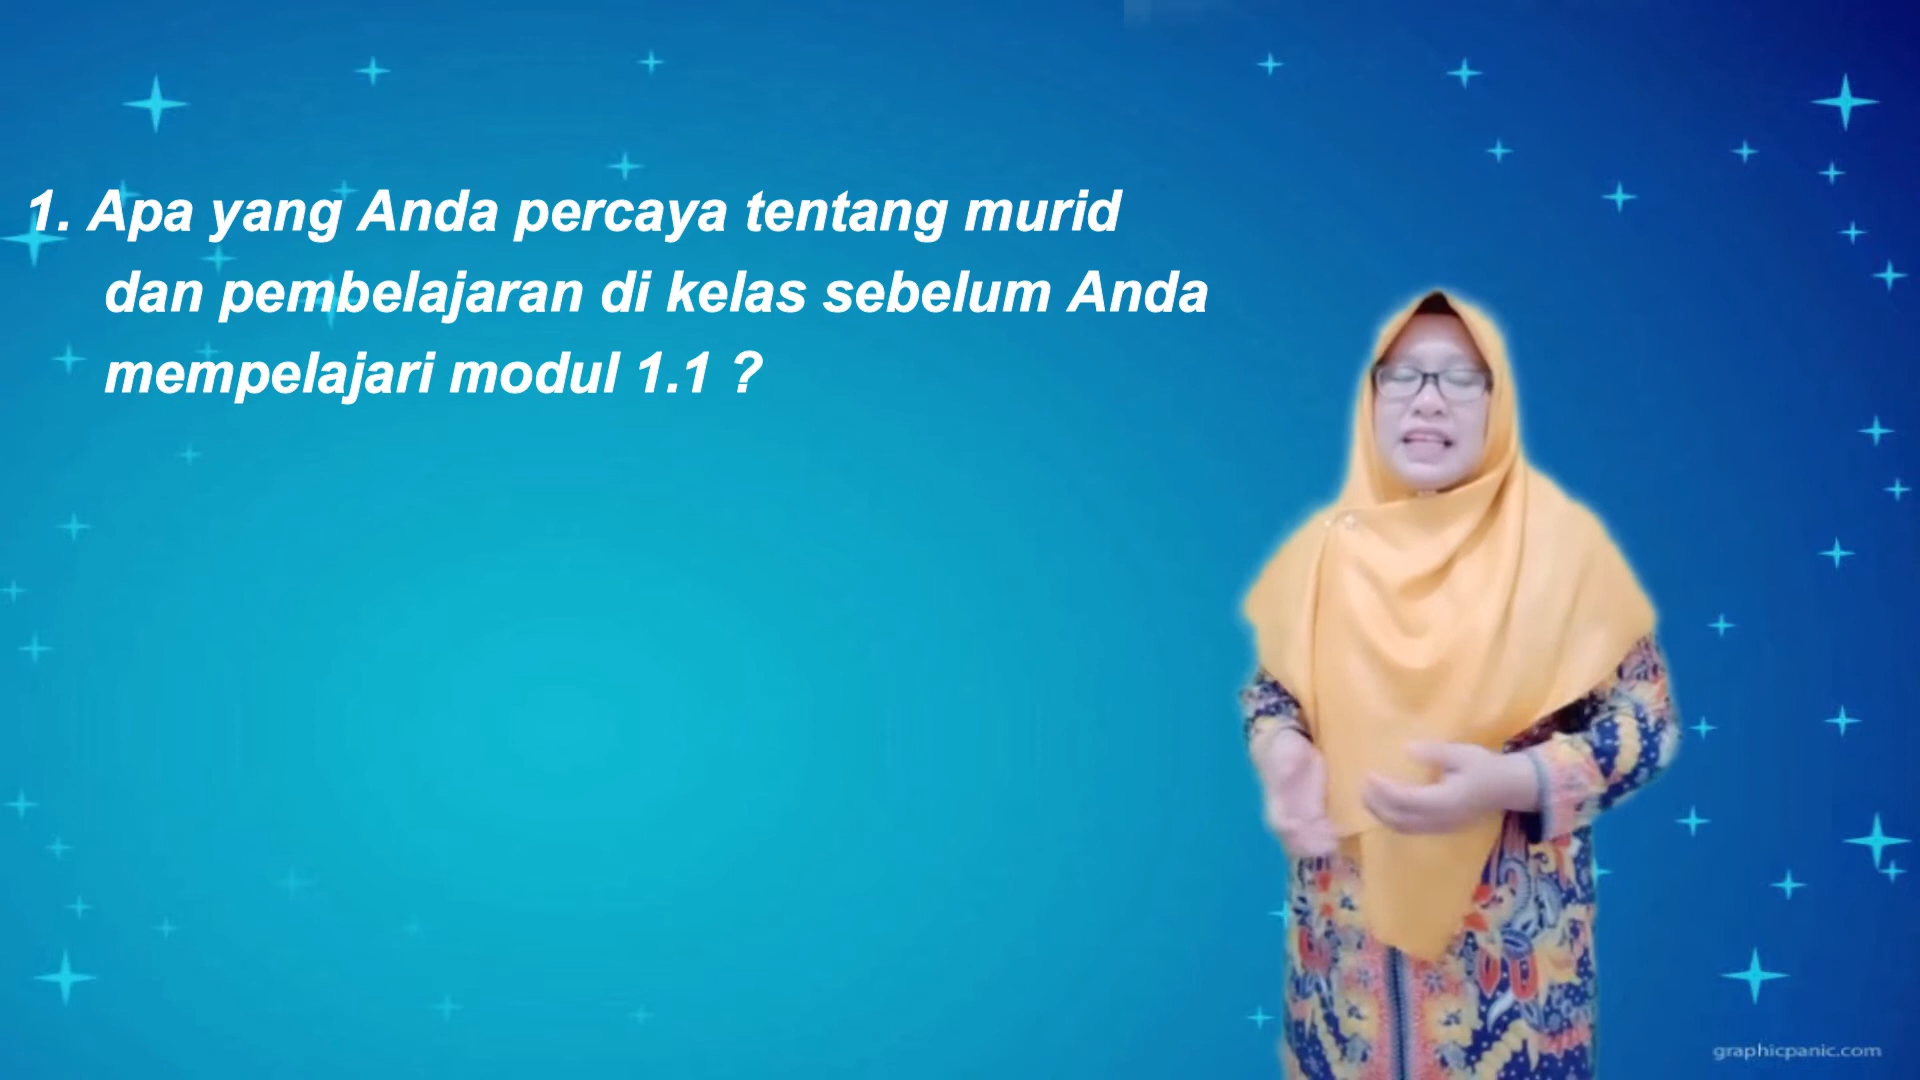 1. Apa yang Anda percaya tentang murid
dan pembelajaran di kelas sebelum Anda
mempelajari modul 1.1 ?
graphicpanic.com